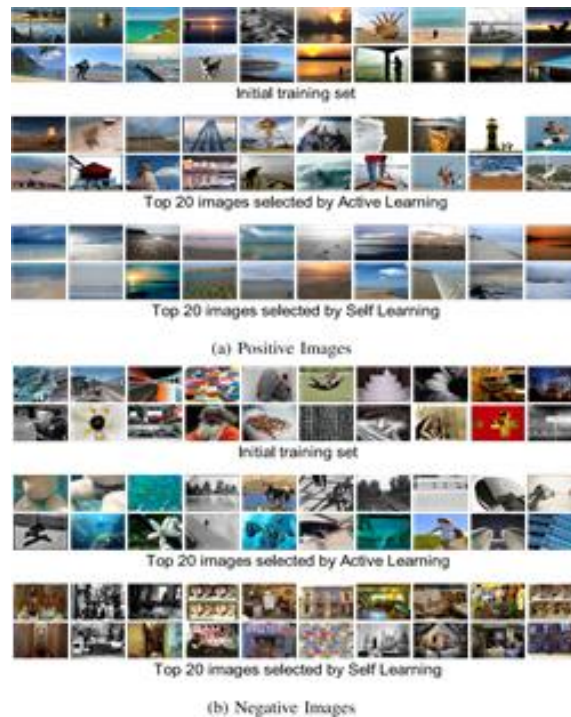 Initial training set
Top 20 images selected by Active Learning
Top 20 images selected by Self Learning
(a) Positive Images
Initial training set
Top 20 images selected by Active Learning
Top 20 images selected by Self Learning
(b) Negative Images